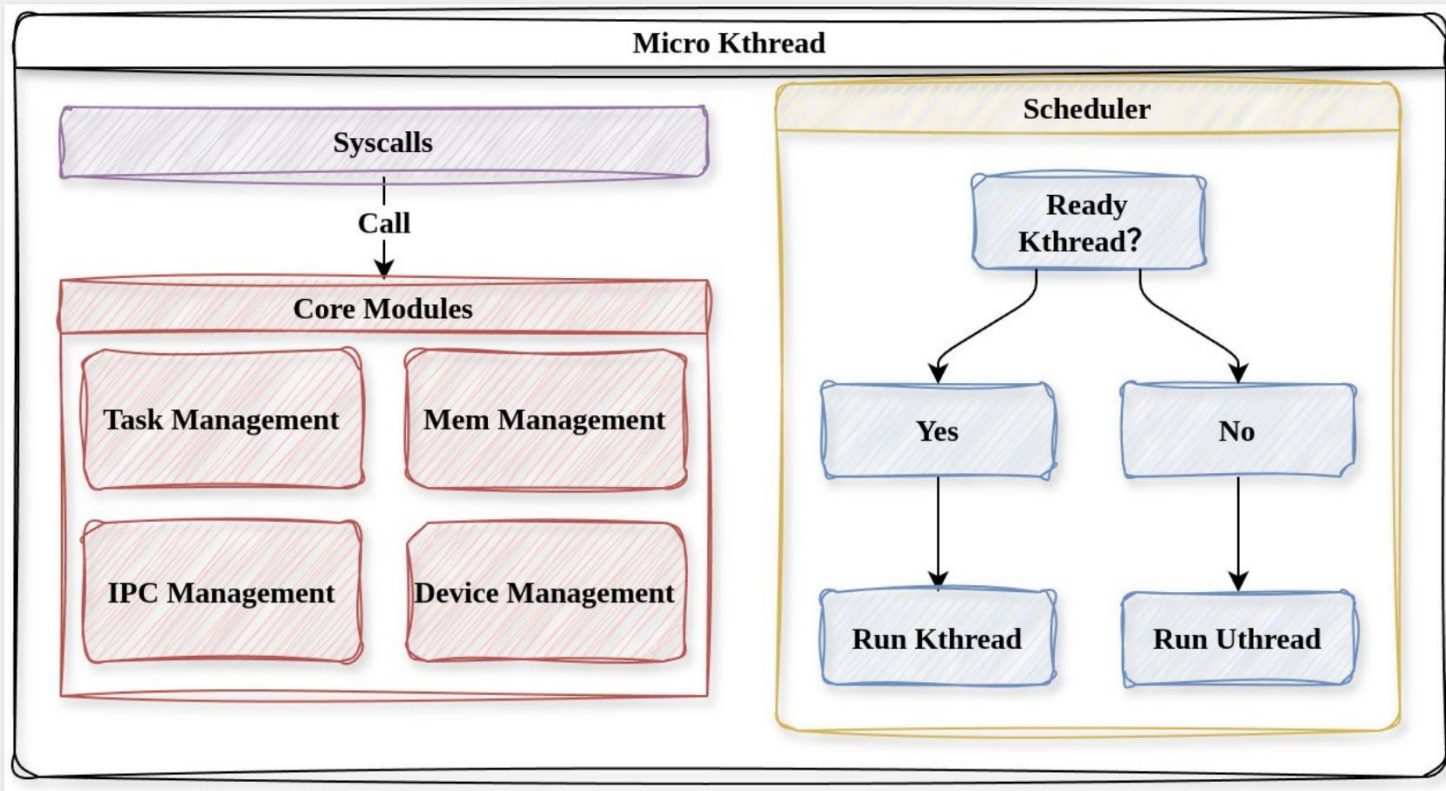 Micro Kthread
Syscalls
Call
Core Modules
Task Management
Mem Management
IPC Management
Device Management
Scheduler
Ready
Kthread?
Yes
No
Run Kthread
Run Uthread